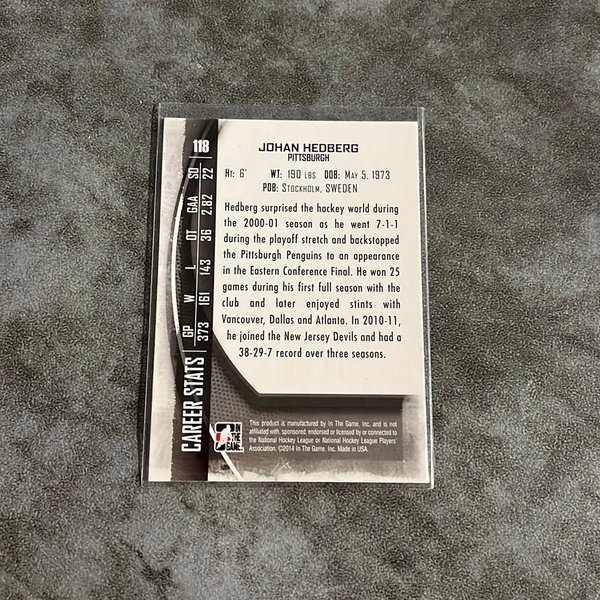 118
JOHAN HEDBERG
PITTSBURGH
HT: 6' WT: 190 LBS DOB: MAY 5, 1973
POB: STOCKHOLM, SWEDEN
Hedberg surprised the hockey world during
the 2000-01 season as he went 7-1-1
during the playoff stretch and backstopped
the Pittsburgh Penguins to an appearance
in the Eastern Conference Final. He won 25
games during his first full season with the
club and later enjoyed stints with
Vancouver, Dallas and Atlanta. In 2010-11,
he joined the New Jersey Devils and had a
38-29-7 record over three seasons.
CAREER STATS
GP W L OT GAA SO
373 161 143 36 2.82 22
IN THE GAME
This product is manufactured by In The Game, Inc. and is not
affiliated with, sponsored, endorsed or licensed by or connected to
the National Hockey League or National Hockey League Players'
Association. ©2014 In The Game, Inc. Made in USA.